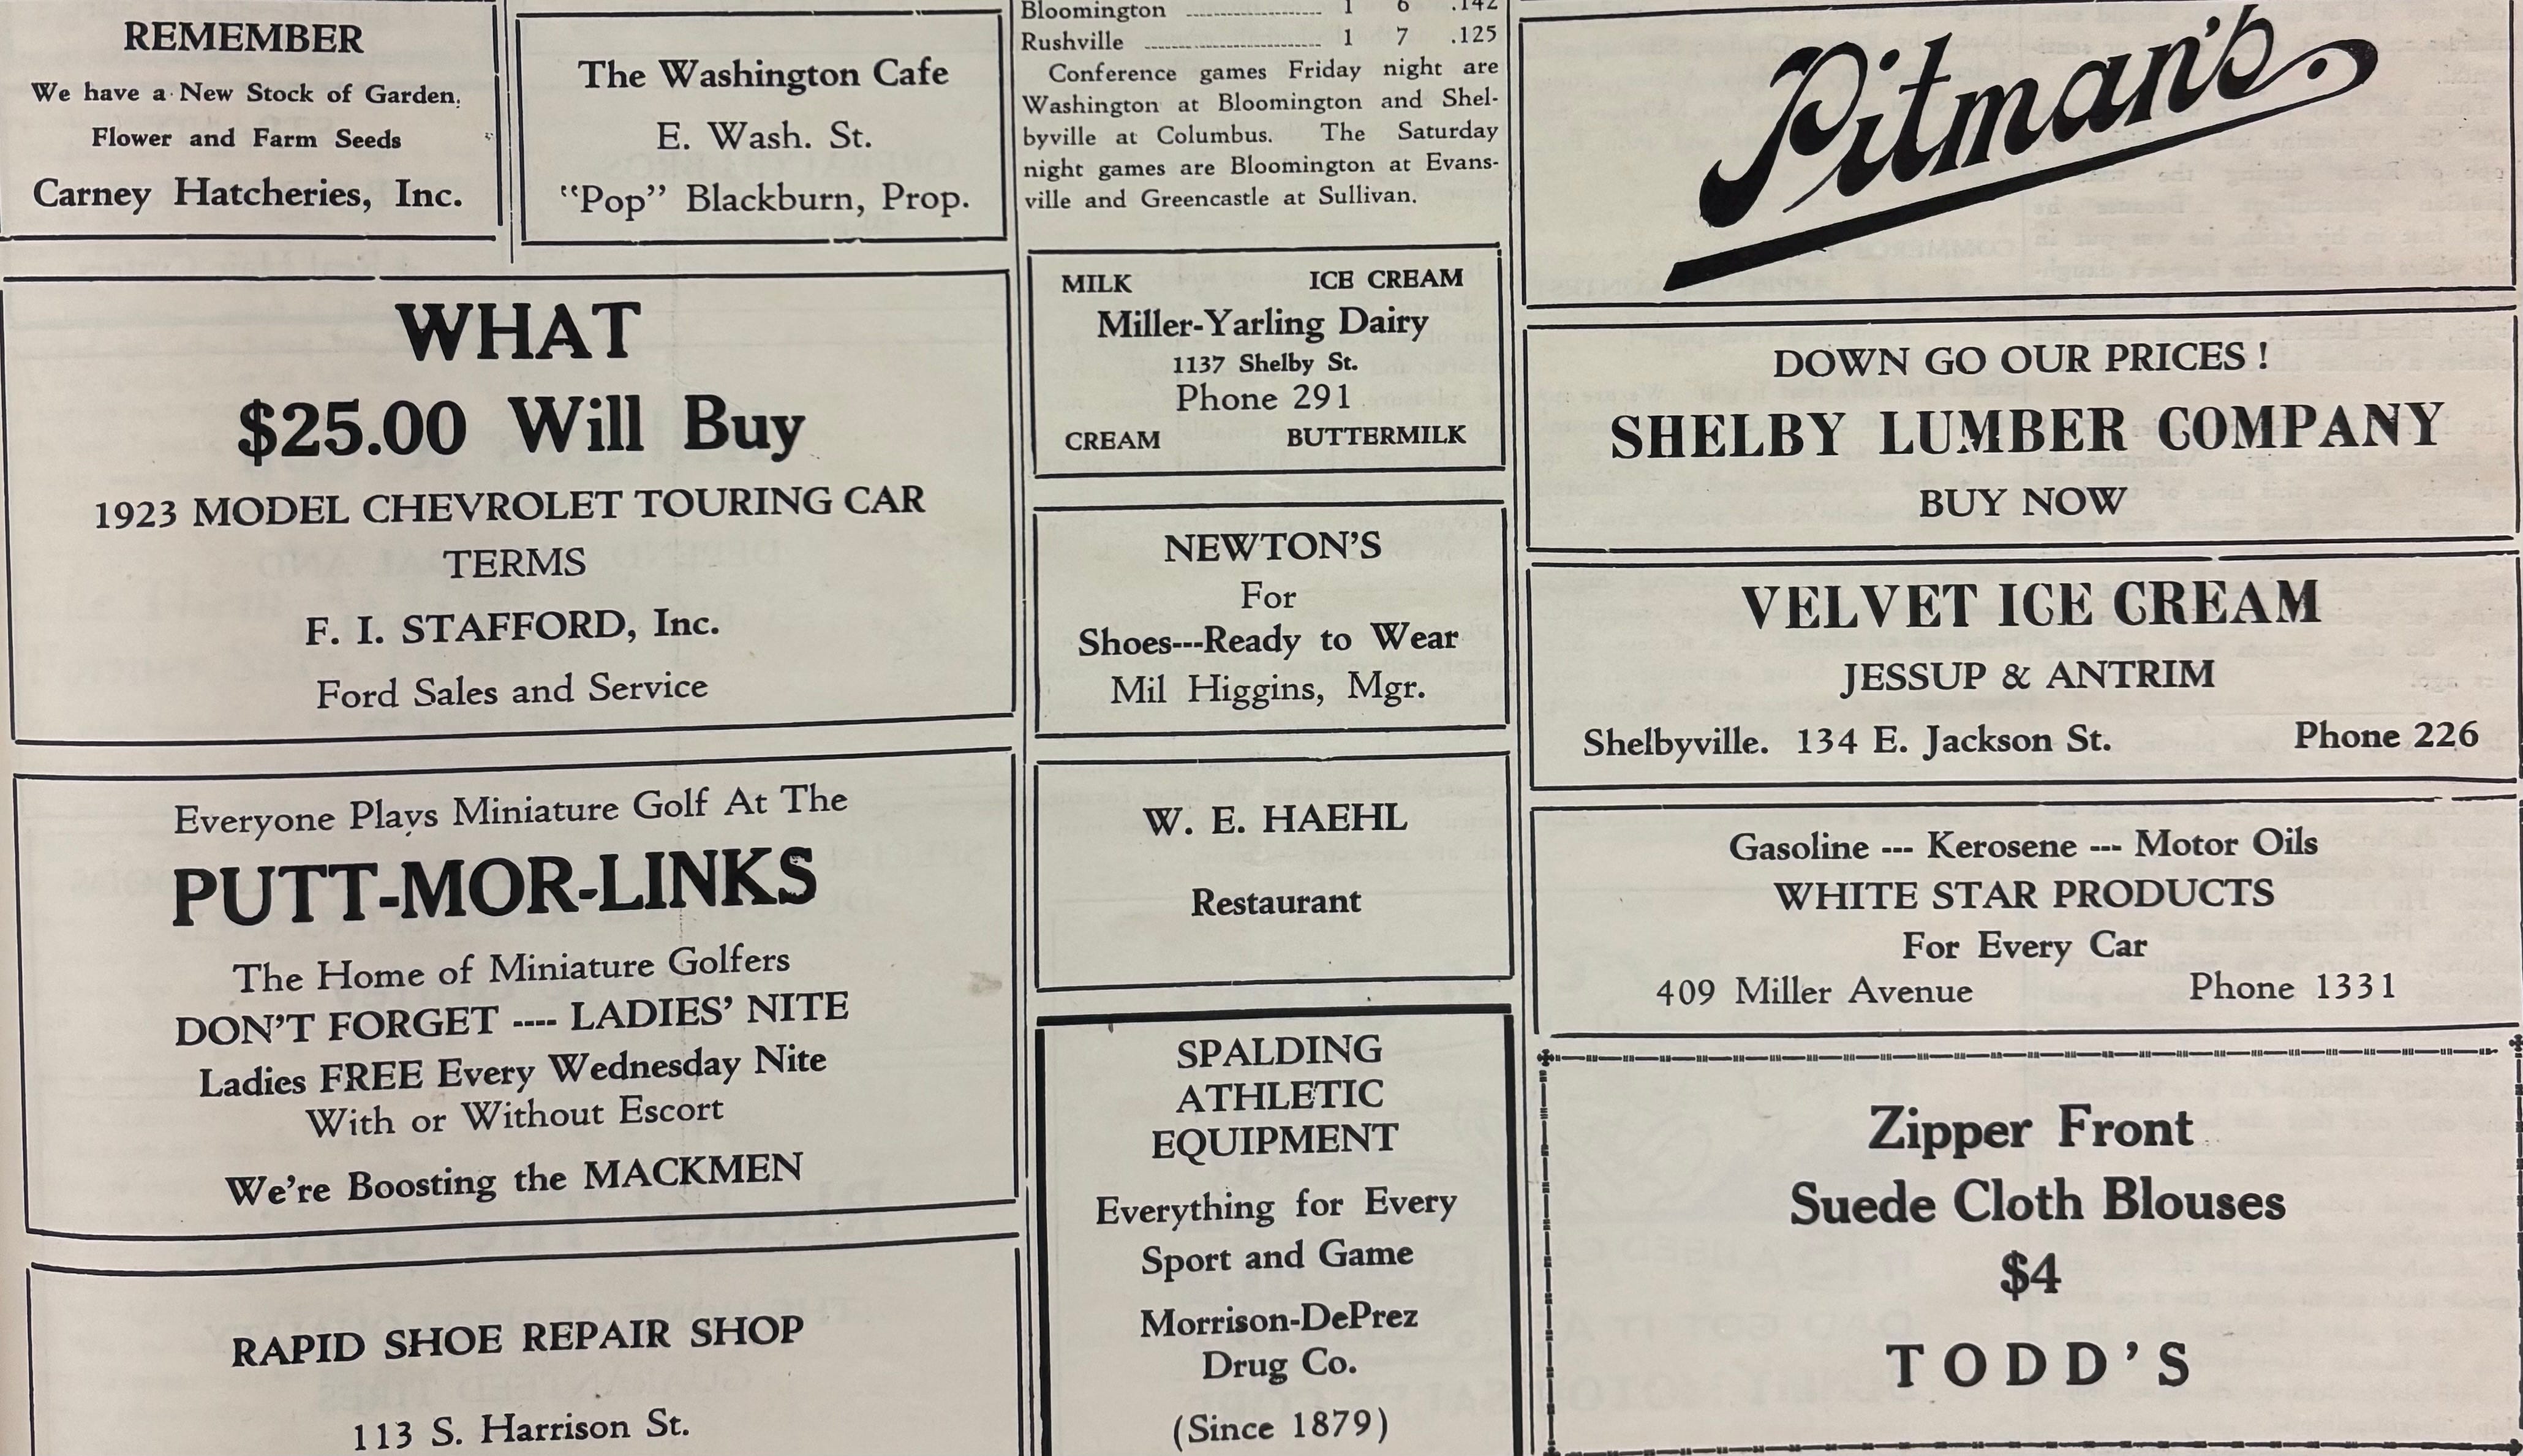 REMEMBER
We have a New Stock of Garden,
Flower and Farm Seeds
Carney Hatcheries, Inc.
The Washington Cafe
E. Wash. St.
"Pop" Blackburn, Prop.
WHAT
$25.00 Will Buy
1923 MODEL CHEVROLET TOURING CAR
TERMS
F. I. STAFFORD, Inc.
Ford Sales and Service
Everyone Plays Miniature Golf At The
PUTT-MOR-LINKS
The Home of Miniature Golfers
DON'T FORGET ---- LADIES' NITE
Ladies FREE Every Wednesday Nite
With or Without Escort
We're Boosting the MACKMEN
RAPID SHOE REPAIR SHOP
113 S. Harrison St.
Bloomington 1 6 .142
Rushville 1 7 .125
Conference games Friday night are
Washington at Bloomington and Shel-
byville at Columbus. The Saturday
night games are Bloomington at Evans-
ville and Greencastle at Sullivan.
MILK ICE CREAM
Miller-Yarling Dairy
1137 Shelby St.
Phone 291
CREAM BUTTERMILK
NEWTON'S
For
Shoes---Ready to Wear
Mil Higgins, Mgr.
W. E. HAEHL
Restaurant
SPALDING
ATHLETIC
EQUIPMENT
Everything for Every
Sport and Game
Morrison-DePrez
Drug Co.
(Since 1879)
Pitman's
DOWN GO OUR PRICES !
SHELBY LUMBER COMPANY
BUY NOW
VELVET ICE CREAM
JESSUP & ANTRIM
Shelbyville. 134 E. Jackson St. Phone 226
Gasoline --- Kerosene --- Motor Oils
WHITE STAR PRODUCTS
For Every Car
409 Miller Avenue Phone 1331
Zipper Front
Suede Cloth Blouses
$4
TODD'S